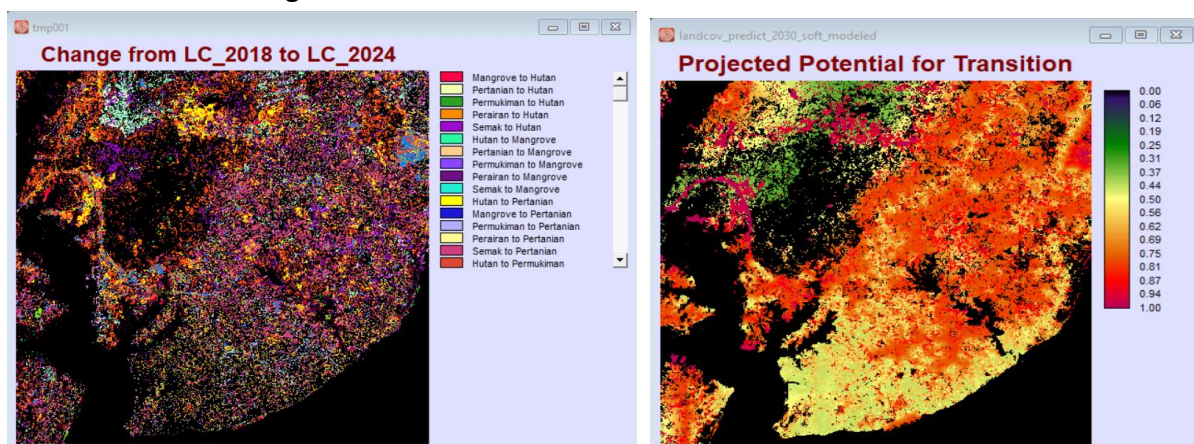 tmp001
Change from LC_2018 to LC_2024
Mangrove to Hutan
Pertanian to Hutan
Permukiman to Hutan
Perairan to Hutan
Semak to Hutan
Hutan to Mangrove
Pertanian to Mangrove
Permukiman to Mangrove
Perairan to Mangrove
Semak to Mangrove
Hutan to Pertanian
Mangrove to Pertanian
Permukiman to Pertanian
Perairan to Pertanian
Semak to Pertanian
Hutan to Permukiman
landcov_predict_2030_soft_modeled
Projected Potential for Transition
0.00
0.06
0.12
0.19
0.25
0.31
0.37
0.44
0.50
0.56
0.62
0.69
0.75
0.81
0.87
0.94
1.00